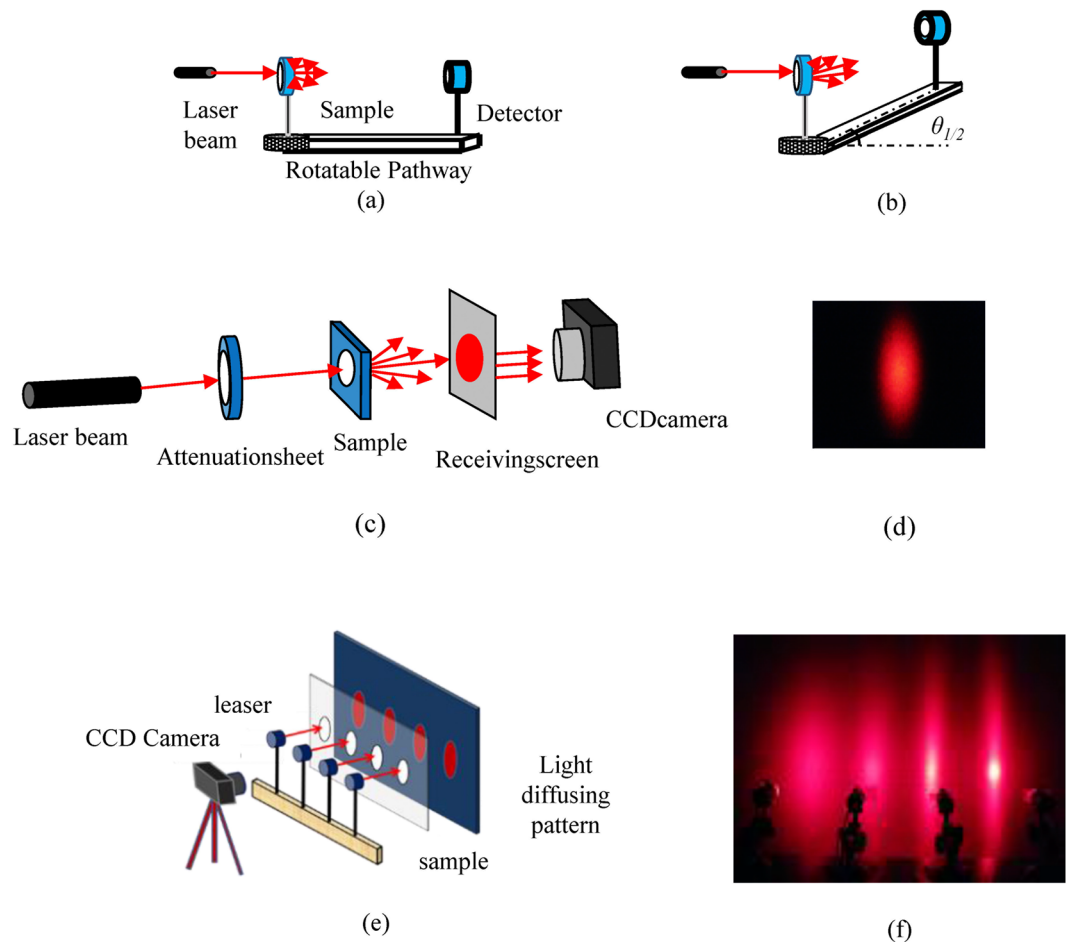 Laser
beam
Sample
Detector
Rotatable Pathway
(a)
θ1/2
(b)
Laser beam
Attenuationsheet
Sample
Receivingscreen
CCDcamera
(c)
(d)
leaser
CCD Camera
Light
diffusing
pattern
sample
(e)
(f)